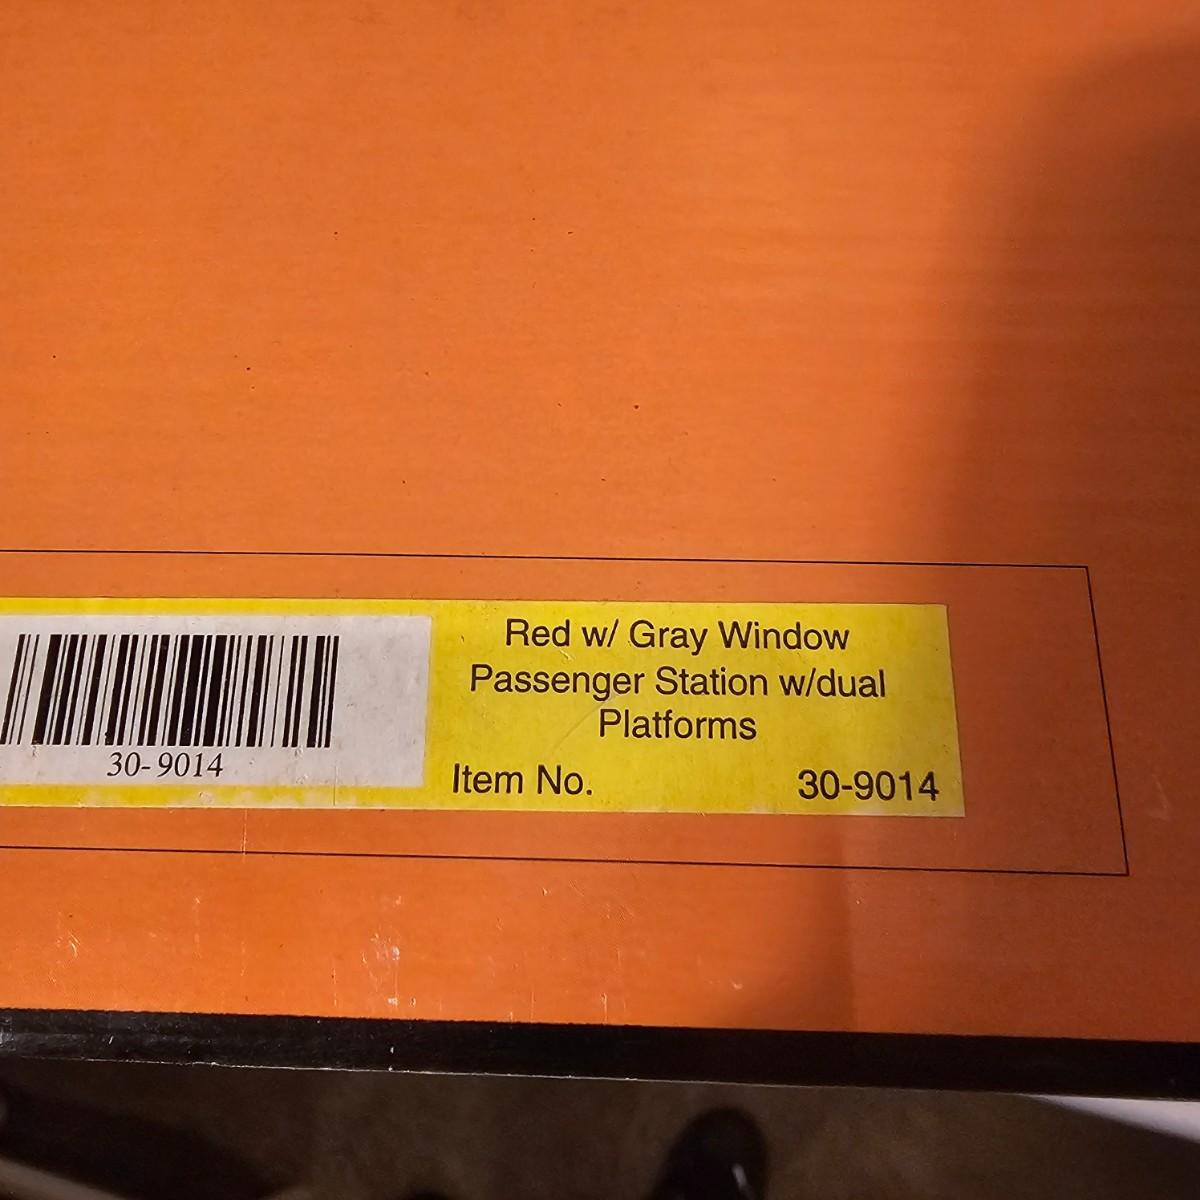 30-9014
Red w/ Gray Window
Passenger Station w/dual
Platforms
Item No. 30-9014